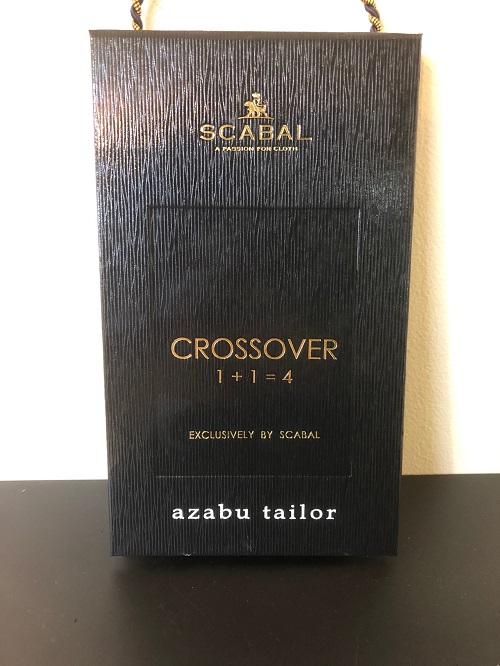 SCABAL
A PASSION FOR CLOTH
CROSSOVER
1 + 1 = 4
EXCLUSIVELY BY SCABAL
azabu tailor